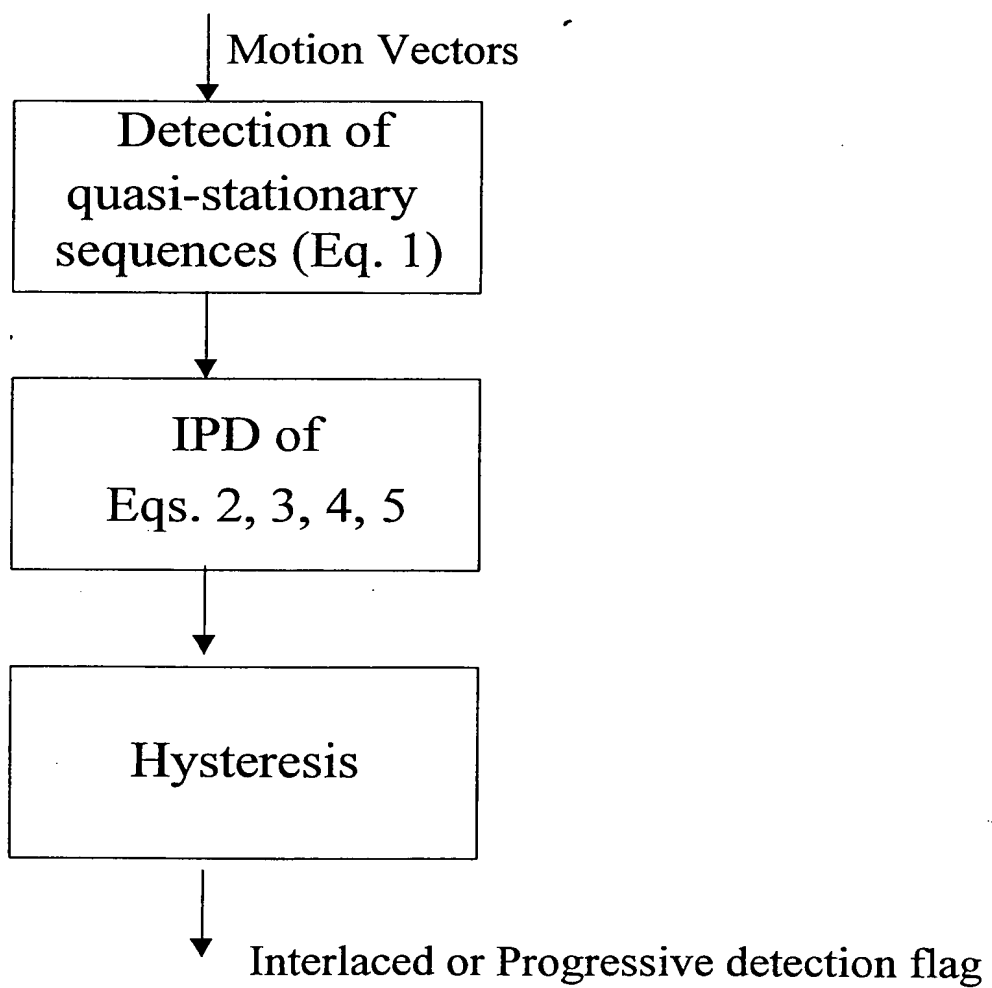 Motion Vectors
Detection of
quasi-stationary
sequences (Eq. 1)
IPD of
Eqs. 2, 3, 4, 5
Hysteresis
Interlaced or Progressive detection flag